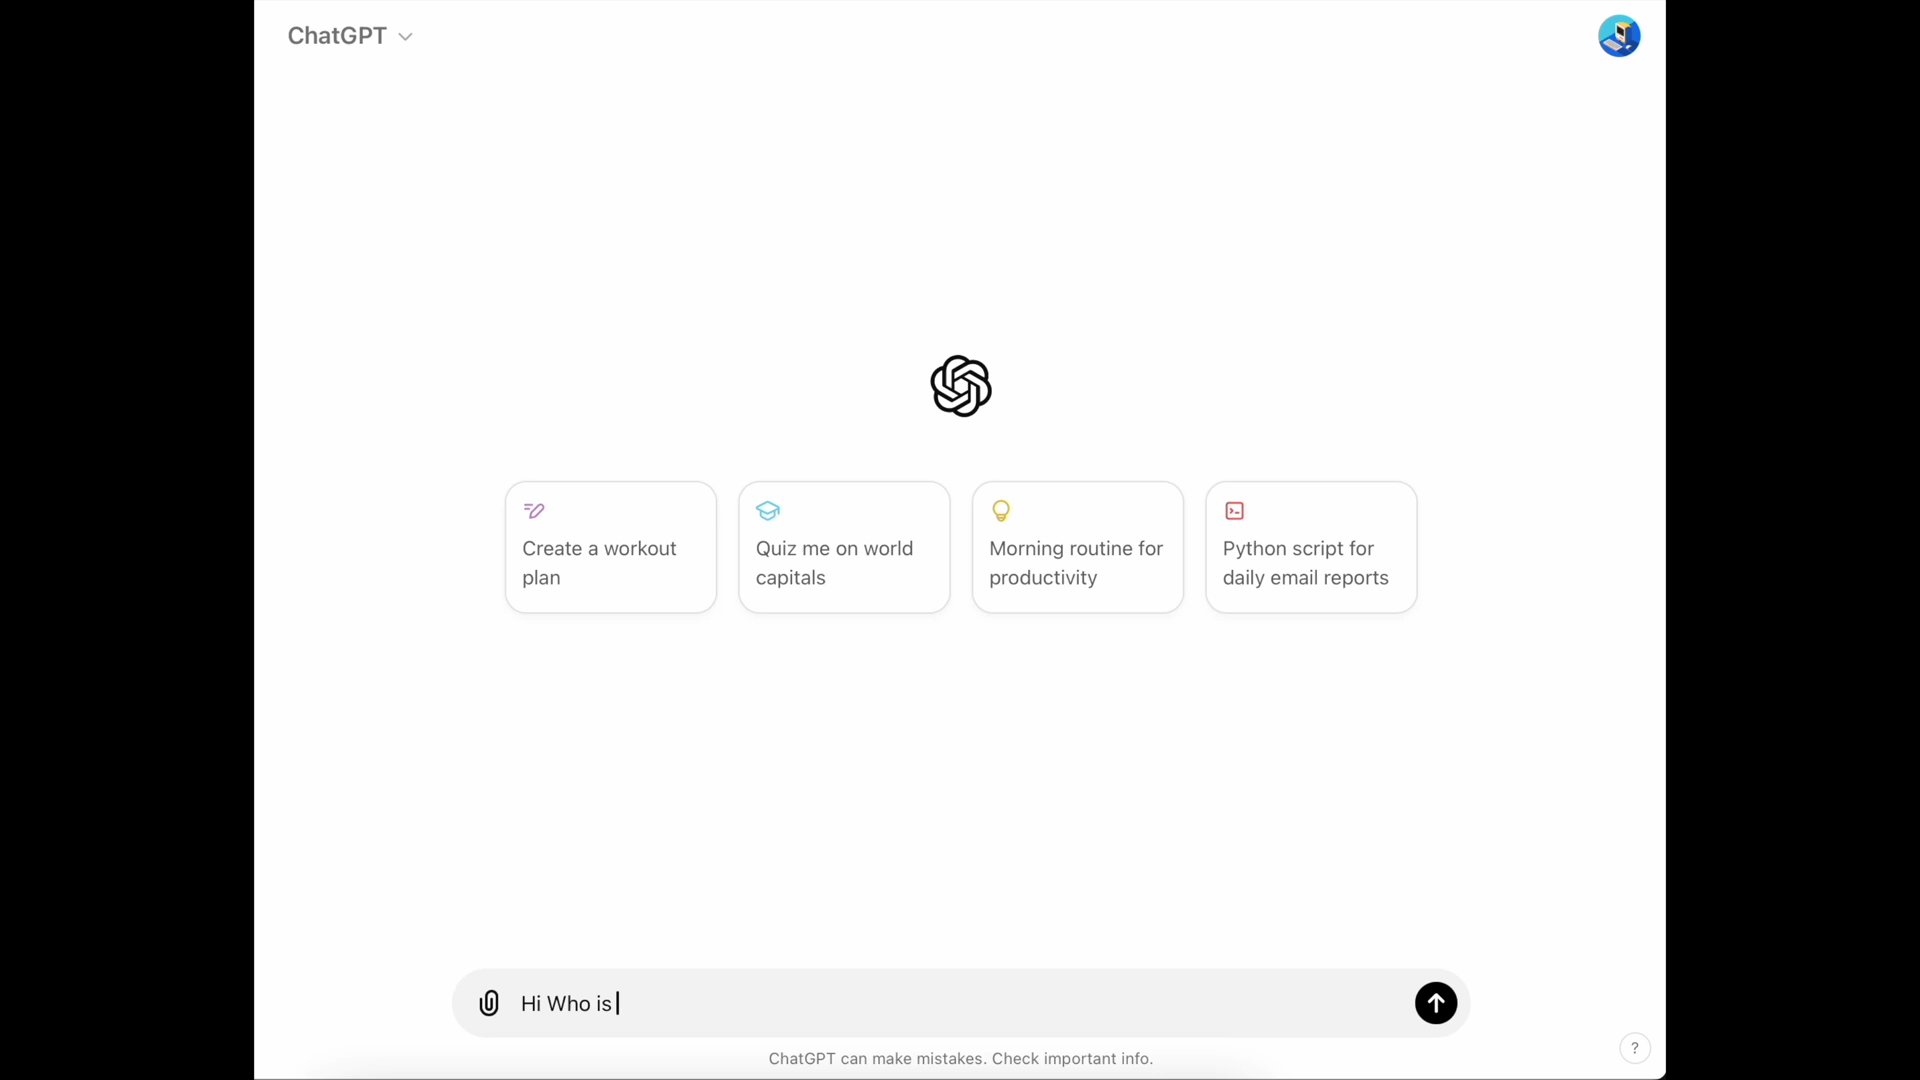 ChatGPT
Create a workout
plan
Quiz me on world
capitals
Morning routine for
productivity
Python script for
daily email reports
Hi Who is
ChatGPT can make mistakes. Check important info.
?